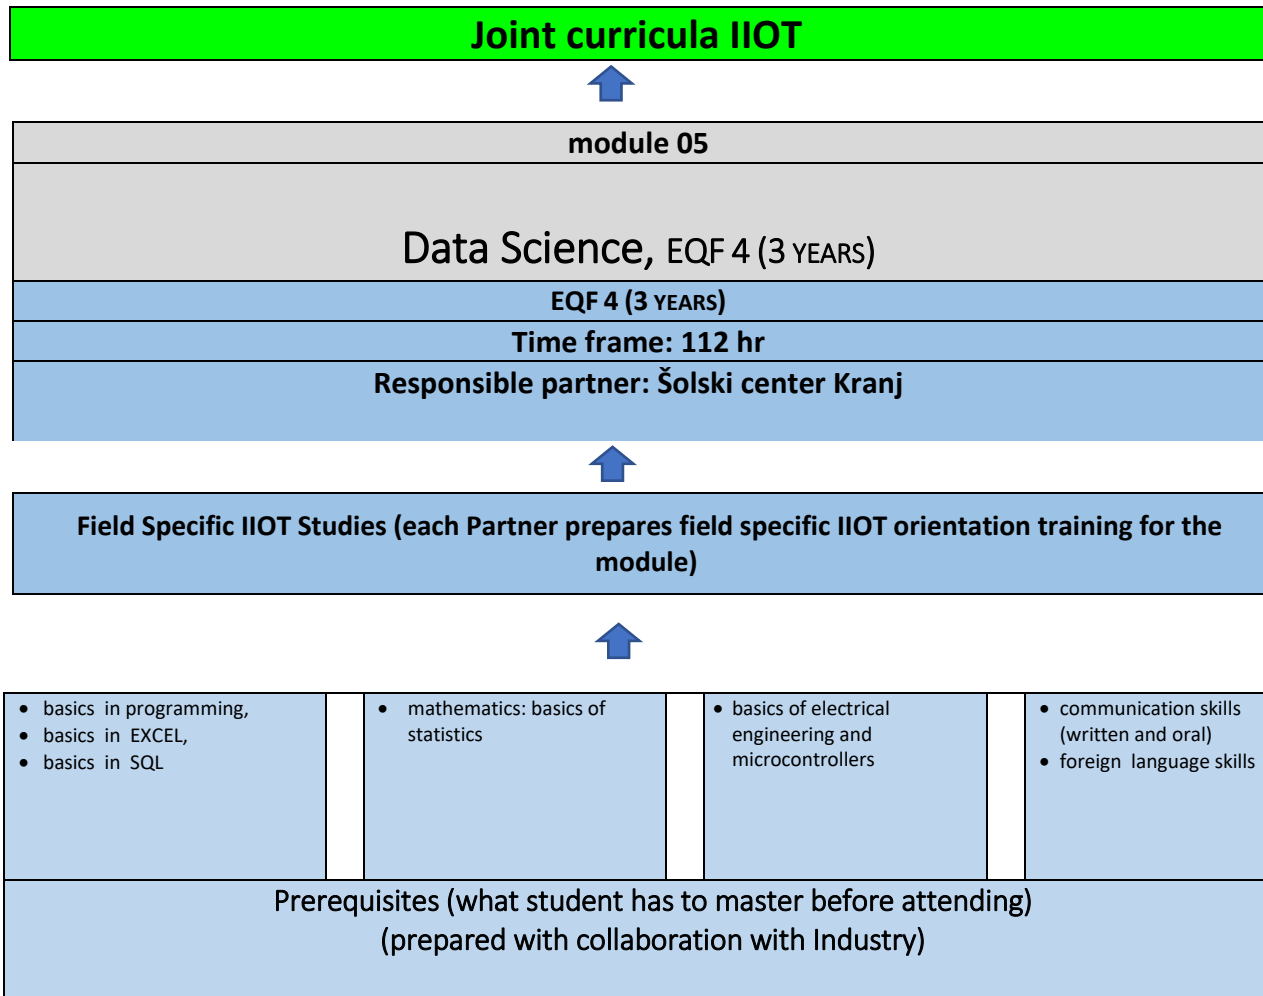 Joint curricula IIOT
module 05
Data Science, EQF 4 (3 YEARS)
EQF 4 (3 YEARS)
Time frame: 112 hr
Responsible partner: Šolski center Kranj
Field Specific IIOT Studies (each Partner prepares field specific IIOT orientation training for the
module)
• basics in programming,
• basics in EXCEL,
• basics in SQL
• mathematics: basics of
statistics
• basics of electrical
engineering and
microcontrollers
• communication skills
(written and oral)
• foreign language skills
Prerequisites (what student has to master before attending)
(prepared with collaboration with Industry)